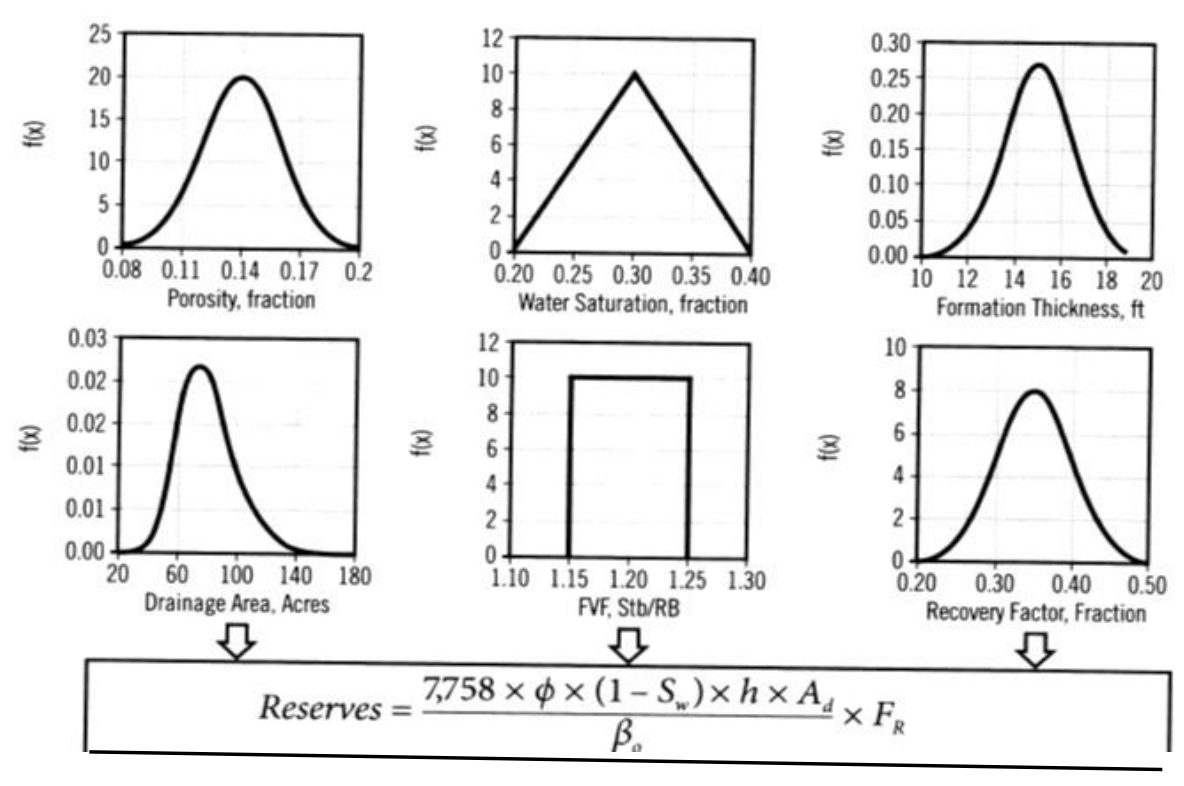 25
20
15
10
5
0
f(x)
0.08 0.11 0.14 0.17 0.2
Porosity, fraction
12
10
8
6
4
2
0
f(x)
0.20 0.25 0.30 0.35 0.40
Water Saturation, fraction
0.30
0.25
0.20
0.15
0.10
0.05
0.00
f(x)
10 12 14 16 18 20
Formation Thickness, ft
0.03
0.02
0.02
0.01
0.01
0.00
f(x)
20 60 100 140 180
Drainage Area, Acres
12
10
8
6
4
2
0
f(x)
1.10 1.15 1.20 1.25 1.30
FVF, Stb/RB
10
8
6
4
2
0
f(x)
0.20 0.30 0.40 0.50
Recovery Factor, Fraction
7,758 × ϕ × (1 − S_w) × h × A_d
Reserves = × F_R
β_o